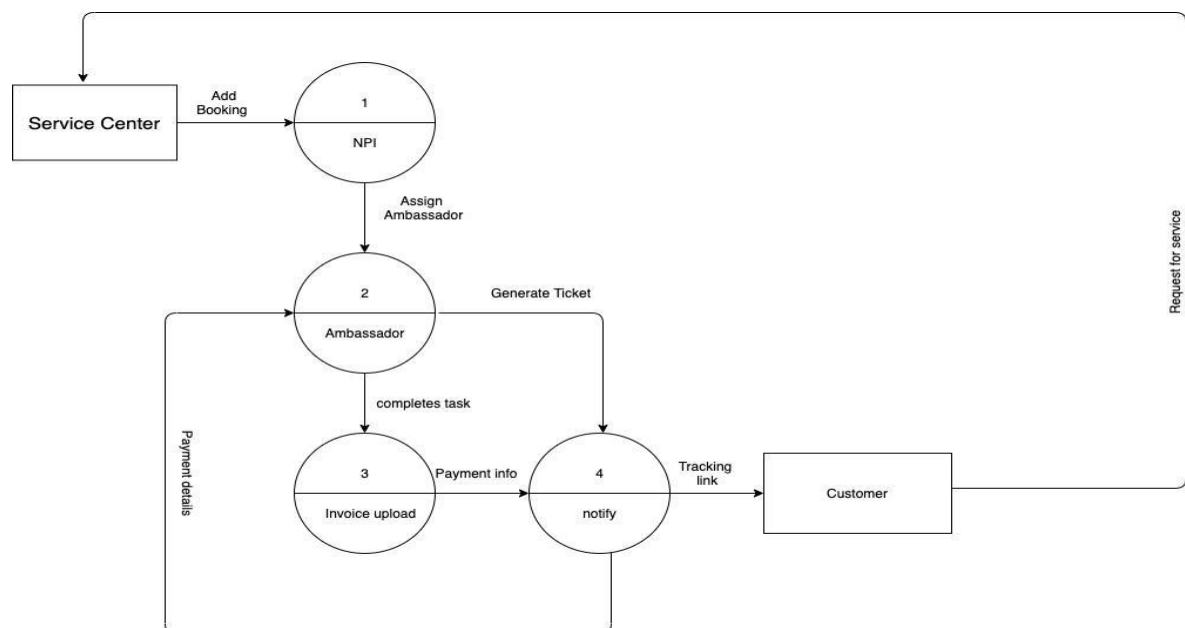 Service Center
Add
Booking
1
NPI
Assign
Ambassador
2
Ambassador
Generate Ticket
Request for service
completes task
Payment details
3
Invoice upload
Payment info
4
notify
Tracking
link
Customer